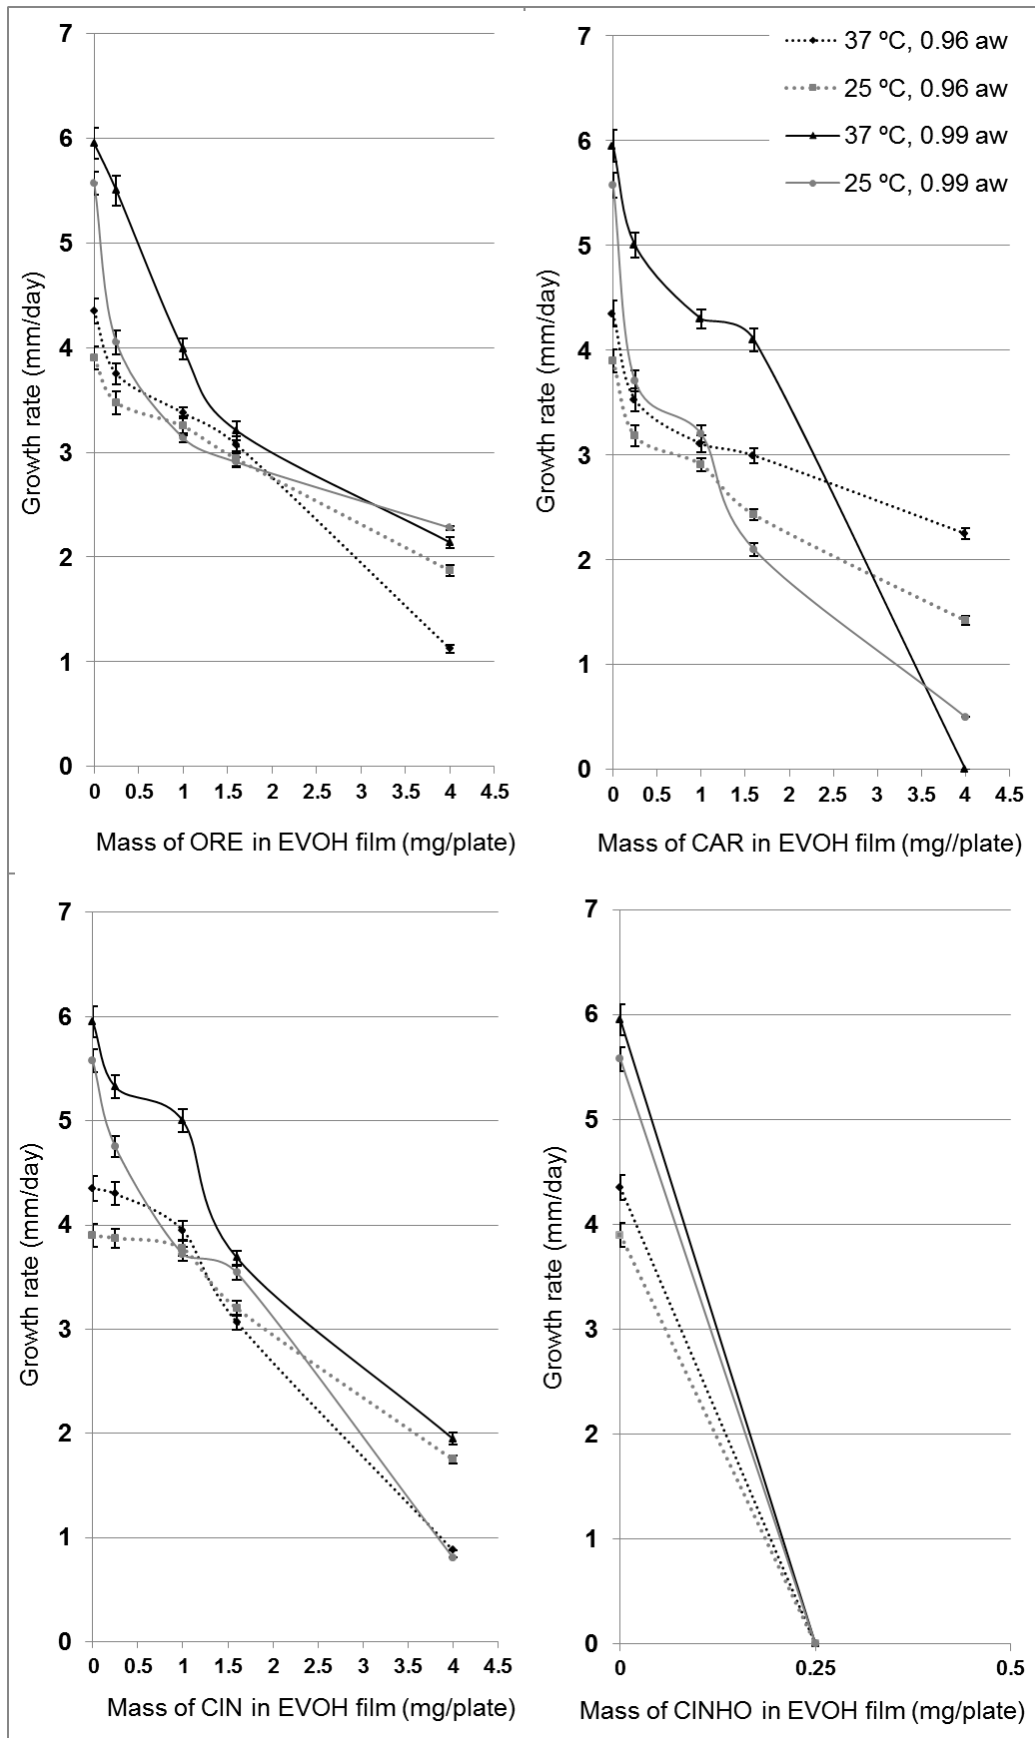 7
6
5
4
3
2
1
0
Growth rate (mm/day)
0 0.5 1 1.5 2 2.5 3 3.5 4 4.5
Mass of ORE in EVOH film (mg/plate)
37 ºC, 0.96 aw
25 ºC, 0.96 aw
37 ºC, 0.99 aw
25 ºC, 0.99 aw
7
6
5
4
3
2
1
0
Growth rate (mm/day)
0 0.5 1 1.5 2 2.5 3 3.5 4 4.5
Mass of CAR in EVOH film (mg//plate)
7
6
5
4
3
2
1
0
Growth rate (mm/day)
0 0.5 1 1.5 2 2.5 3 3.5 4 4.5
Mass of CIN in EVOH film (mg/plate)
7
6
5
4
3
2
1
0
Growth rate (mm/day)
0 0.25 0.5
Mass of CINHO in EVOH film (mg/plate)